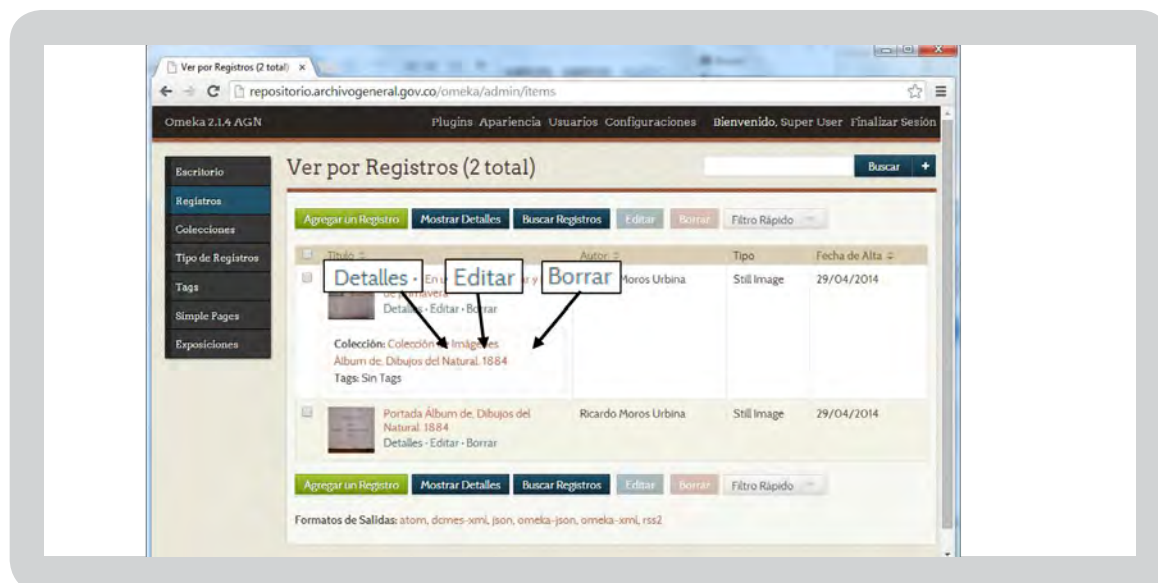 Ver por Registros (2 total) ×
repositorio.archivogeneral.gov.co/omeka/admin/items
Omeka 2.1.4 AGN Plugins Apariencia Usuarios Configuraciones Bienvenido, Super User Finalizar Sesión
Escritorio
Registros
Colecciones
Tipo de Registros
Tags
Simple Pages
Exposiciones
Ver por Registros (2 total)
Buscar +
Agregar un Registro Mostrar Detalles Buscar Registros Editar Borrar Filtro Rápido
Título Autor Tipo Fecha de Alta
Detalles · Editar Borrar
En y Moros Urbina Still Image 29/04/2014
de primavera
Detalles · Editar · Borrar
Colección: Colección de Imágenes
Álbum de, Dibujos del Natural. 1884
Tags: Sin Tags
Portada Álbum de, Dibujos del Ricardo Moros Urbina Still Image 29/04/2014
Natural. 1884
Detalles · Editar · Borrar
Agregar un Registro Mostrar Detalles Buscar Registros Editar Borrar Filtro Rápido
Formatos de Salidas: atom, dcmes-xml, json, omeka-json, omeka-xml, rss2